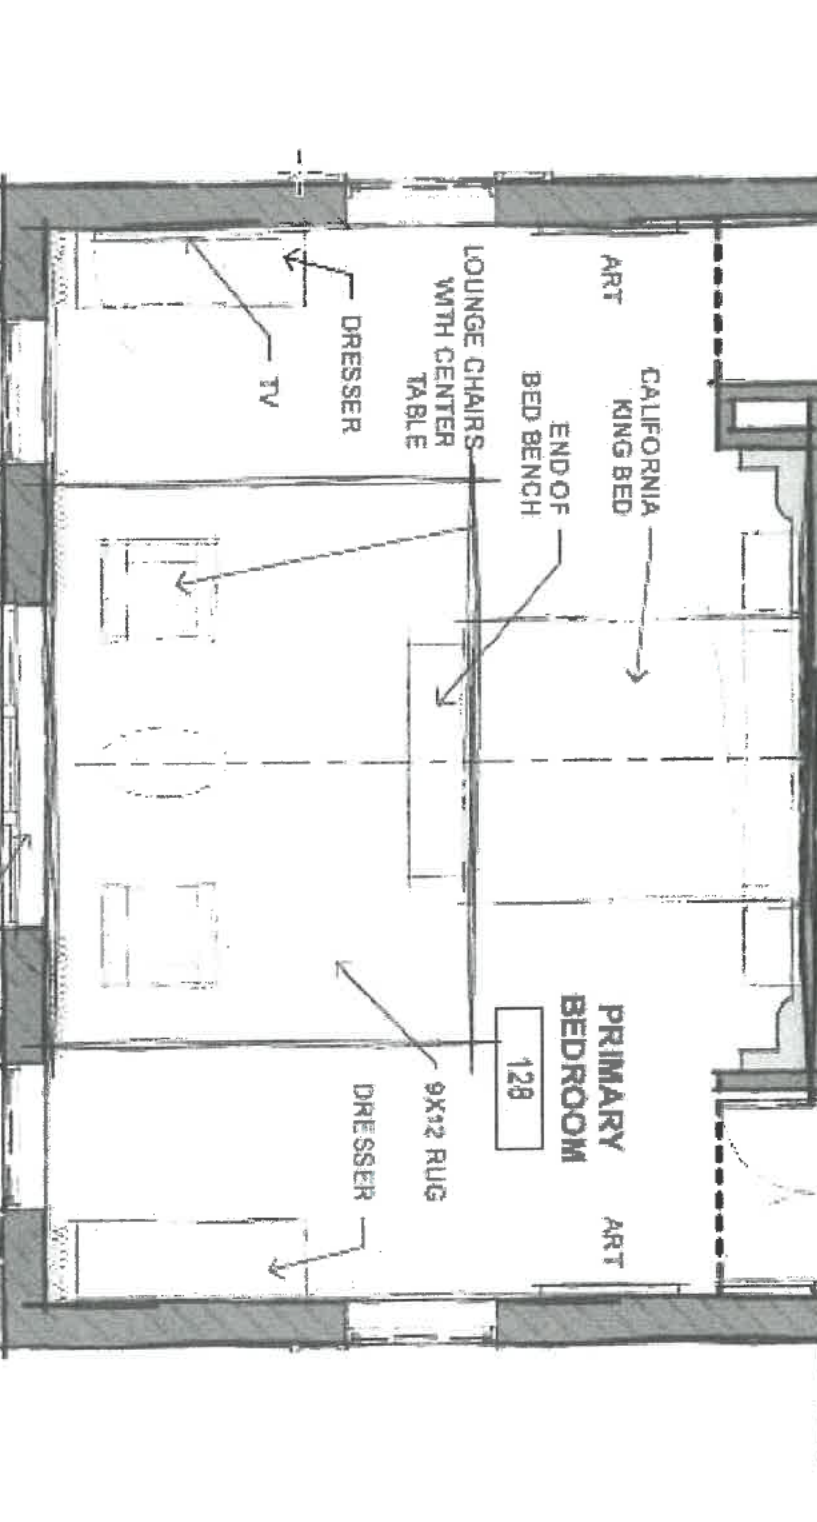 ART
CALIFORNIA
KING BED
END OF
BED BENCH
LOUNGE CHAIRS
WITH CENTER
TABLE
DRESSER
TV
PRIMARY
BEDROOM
128
ART
9X12 RUG
DRESSER